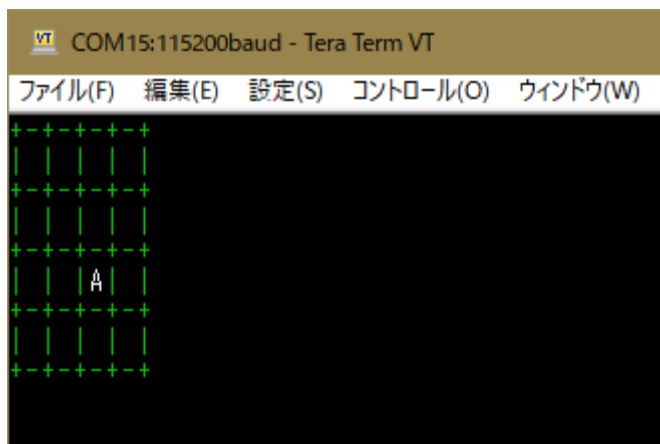 COM15:115200baud - Tera Term VT
ファイル(F) 編集(E) 設定(S) コントロール(O) ウィンドウ(W)
+-+-+-+-+
| | | | |
+-+-+-+-+
| | | | |
+-+-+-+-+
| | |A| |
+-+-+-+-+
| | | | |
+-+-+-+-+